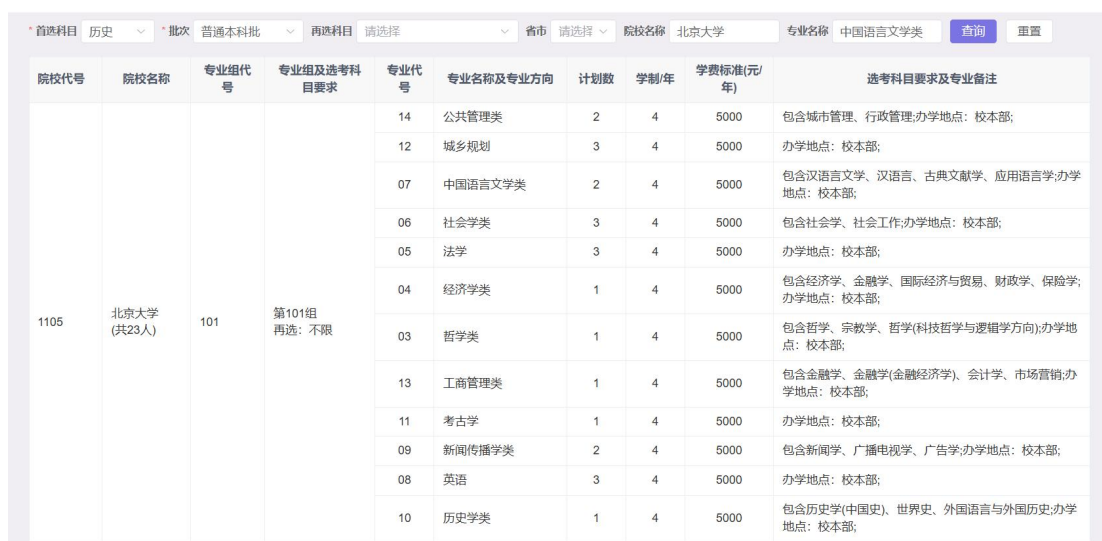 * 首选科目 历史 * 批次 普通本科批 再选科目 请选择 省市 请选择 院校名称 北京大学 专业名称 中国语言文学类 查询 重置
院校代号 院校名称 专业组代号 专业组及选考科目要求 专业代号 专业名称及专业方向 计划数 学制/年 学费标准(元/年) 选考科目要求及专业备注
1105 北京大学(共23人) 101 第101组 再选：不限
14 公共管理类 2 4 5000 包含城市管理、行政管理;办学地点：校本部;
12 城乡规划 3 4 5000 办学地点：校本部;
07 中国语言文学类 2 4 5000 包含汉语言文学、汉语言、古典文献学、应用语言学;办学
地点：校本部;
06 社会学类 3 4 5000 包含社会学、社会工作;办学地点：校本部;
05 法学 3 4 5000 办学地点：校本部;
04 经济学类 1 4 5000 包含经济学、金融学、国际经济与贸易、财政学、保险学;
办学地点：校本部;
03 哲学类 1 4 5000 包含哲学、宗教学、哲学(科技哲学与逻辑学方向);办学地
点：校本部;
13 工商管理类 1 4 5000 包含金融学、金融学(金融经济学)、会计学、市场营销;办
学地点：校本部;
11 考古学 1 4 5000 办学地点：校本部;
09 新闻传播学类 2 4 5000 包含新闻学、广播电视学、广告学;办学地点：校本部;
08 英语 3 4 5000 办学地点：校本部;
10 历史学类 1 4 5000 包含历史学(中国史)、世界史、外国语言与外国历史;办学
地点：校本部;